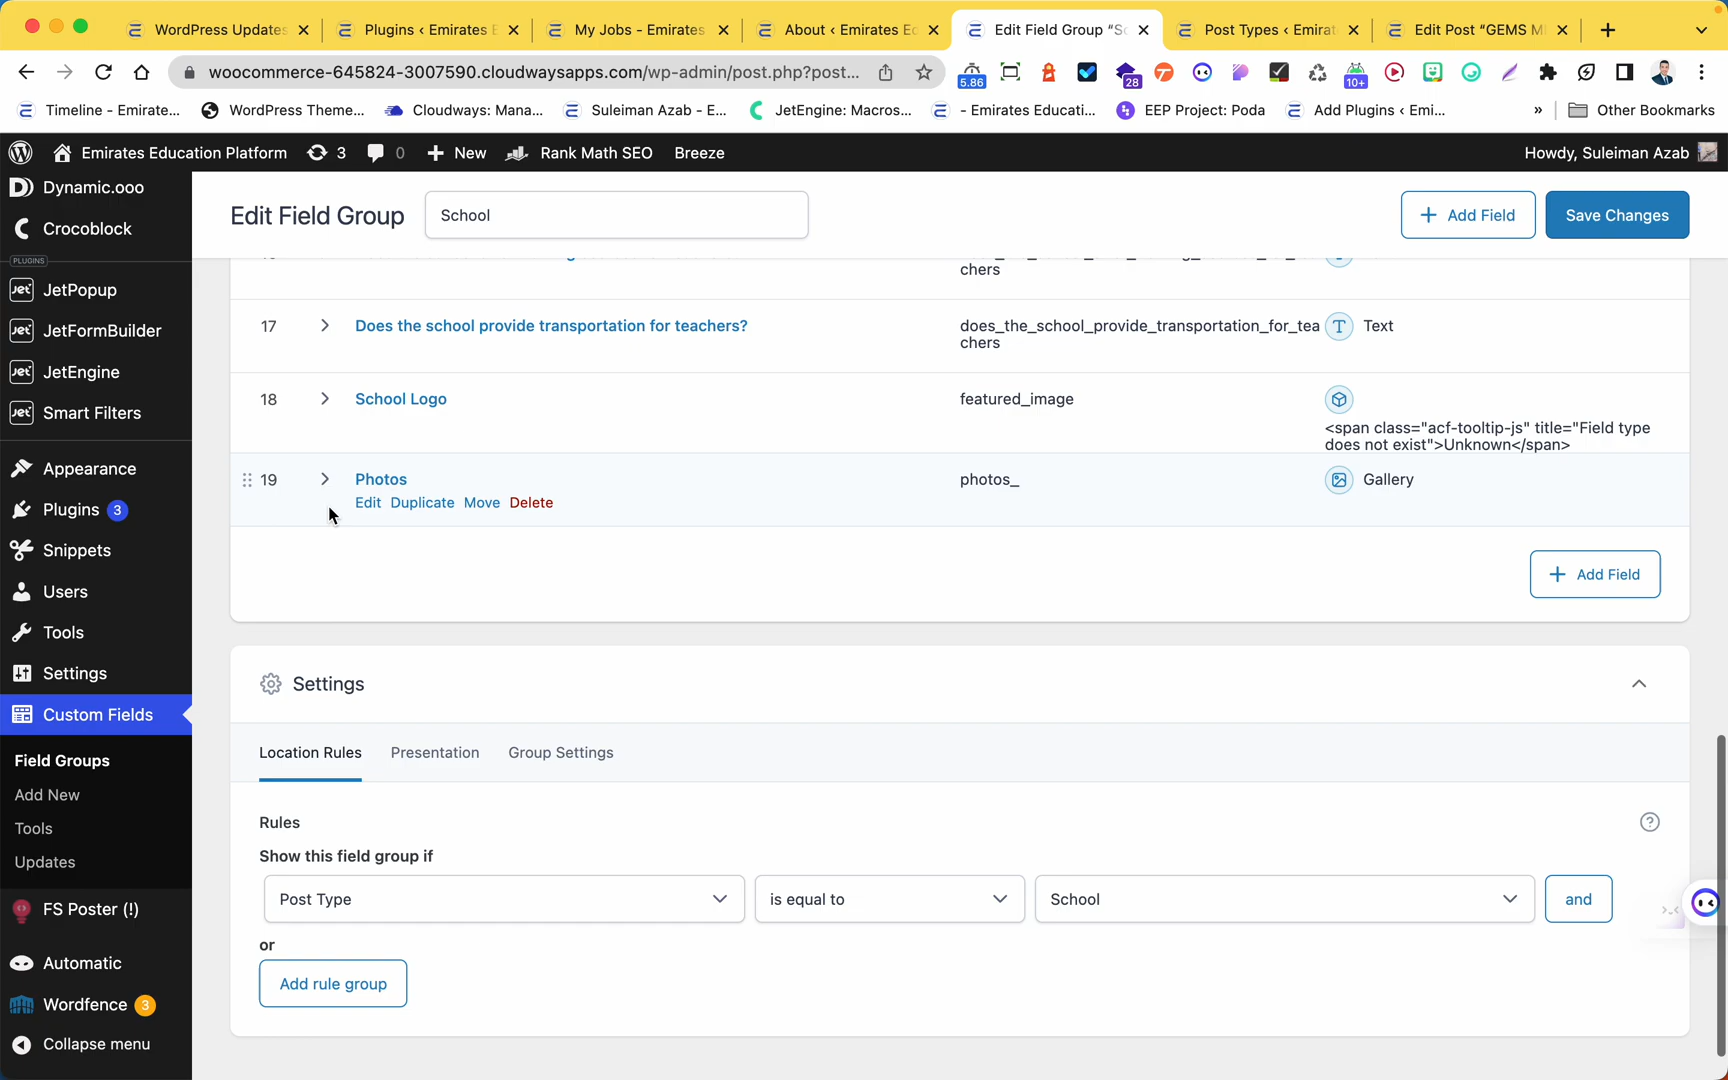 WordPress Updates
Plugins ‹ Emirates E
My Jobs - Emirates
About ‹ Emirates Ed
Edit Field Group “Sc
Post Types ‹ Emirat
Edit Post “GEMS M
woocommerce-645824-3007590.cloudwaysapps.com/wp-admin/post.php?post...
5.86
28
10+
Timeline - Emirate...
WordPress Theme...
Cloudways: Mana...
Suleiman Azab - E...
JetEngine: Macros...
- Emirates Educati...
EEP Project: Poda
Add Plugins ‹ Emi...
»
Other Bookmarks
Emirates Education Platform
3
0
New
Rank Math SEO
Breeze
Howdy, Suleiman Azab
Dynamic.ooo
Crocoblock
PLUGINS
JetPopup
JetFormBuilder
JetEngine
Smart Filters
Appearance
Plugins 3
Snippets
Users
Tools
Settings
Custom Fields
Field Groups
Add New
Tools
Updates
FS Poster (!)
Automatic
Wordfence 3
Collapse menu
Edit Field Group
School
+ Add Field
Save Changes
chers
17
Does the school provide transportation for teachers?
does_the_school_provide_transportation_for_tea
chers
T Text
18
School Logo
featured_image
<span class="acf-tooltip-js" title="Field type
does not exist">Unknown</span>
19
Photos
photos_
Gallery
Edit Duplicate Move Delete
+ Add Field
Settings
Location Rules
Presentation
Group Settings
Rules
Show this field group if
Post Type
is equal to
School
and
or
Add rule group